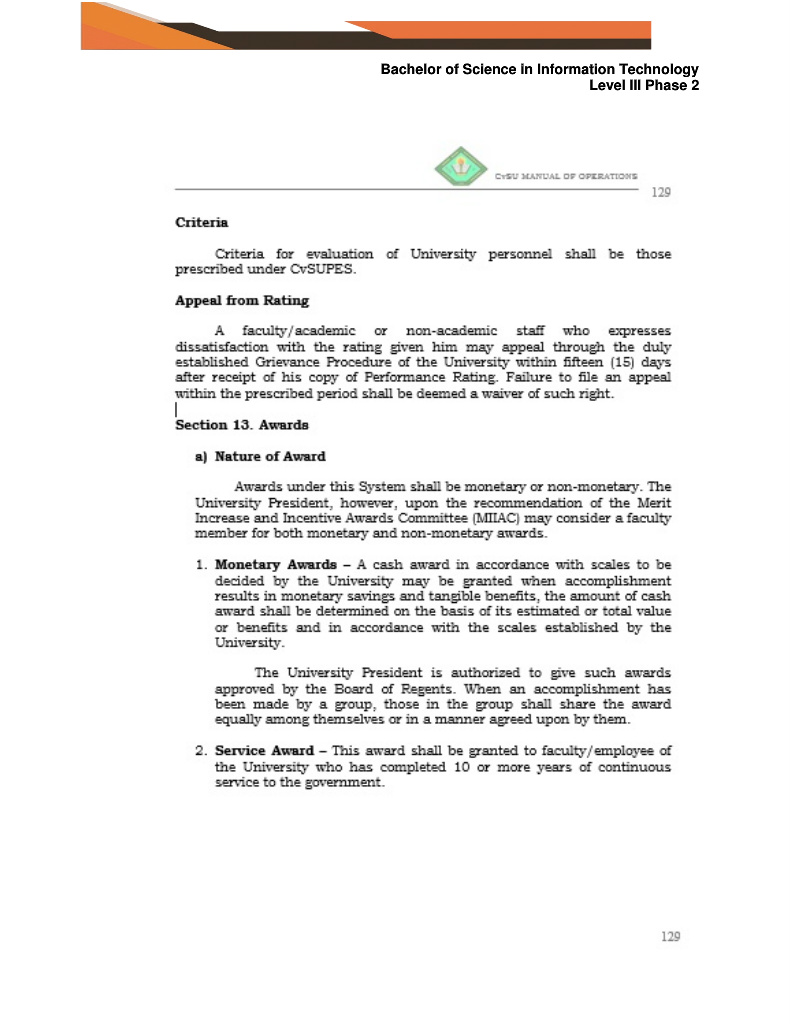 Bachelor of Science in Information Technology
Level III Phase 2
CvSU MANUAL OF OPERATIONS
129
Criteria
Criteria for evaluation of University personnel shall be those
prescribed under CvSUPES.
Appeal from Rating
A faculty/academic or non-academic staff who expresses
dissatisfaction with the rating given him may appeal through the duly
established Grievance Procedure of the University within fifteen (15) days
after receipt of his copy of Performance Rating. Failure to file an appeal
within the prescribed period shall be deemed a waiver of such right.
Section 13. Awards
a) Nature of Award
Awards under this System shall be monetary or non-monetary. The
University President, however, upon the recommendation of the Merit
Increase and Incentive Awards Committee (MIIAC) may consider a faculty
member for both monetary and non-monetary awards.
1. Monetary Awards – A cash award in accordance with scales to be
decided by the University may be granted when accomplishment
results in monetary savings and tangible benefits, the amount of cash
award shall be determined on the basis of its estimated or total value
or benefits and in accordance with the scales established by the
University.
The University President is authorized to give such awards
approved by the Board of Regents. When an accomplishment has
been made by a group, those in the group shall share the award
equally among themselves or in a manner agreed upon by them.
2. Service Award – This award shall be granted to faculty/employee of
the University who has completed 10 or more years of continuous
service to the government.
129